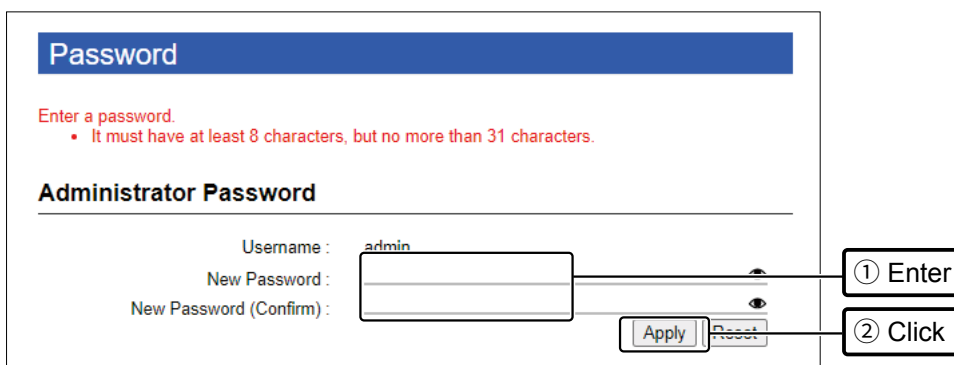 Password
Enter a password.
• It must have at least 8 characters, but no more than 31 characters.
Administrator Password
Username : admin
New Password :
① Enter
New Password (Confirm) :
Apply Reset
② Click